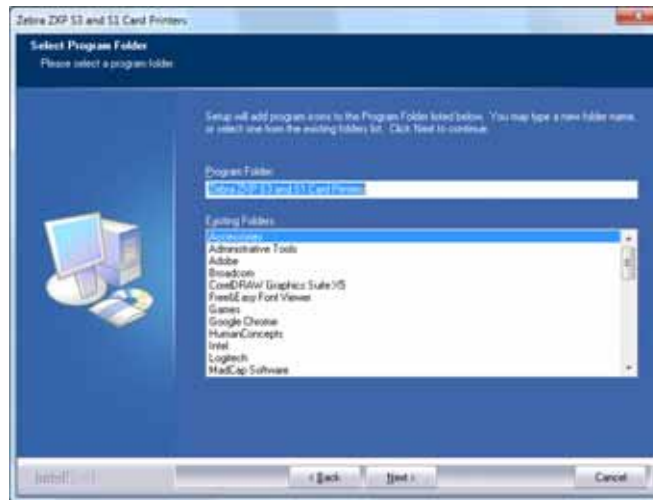 Zebra ZXP S3 and S1 Card Printers
Select Program Folder
Please select a program folder.
Setup will add program icons to the Program Folder listed below. You may type a new folder name,
or select one from the existing folders list. Click Next to continue.
Program Folder:
Zebra ZXP S3 and S1 Card Printers
Existing Folders:
Accessories
Administrative Tools
Adobe
Broadcom
CorelDRAW Graphics Suite X5
Free&Easy Font Viewer
Games
Google Chrome
HumanConcepts
Intel
Logitech
MadCap Software
< Back
Next >
Cancel